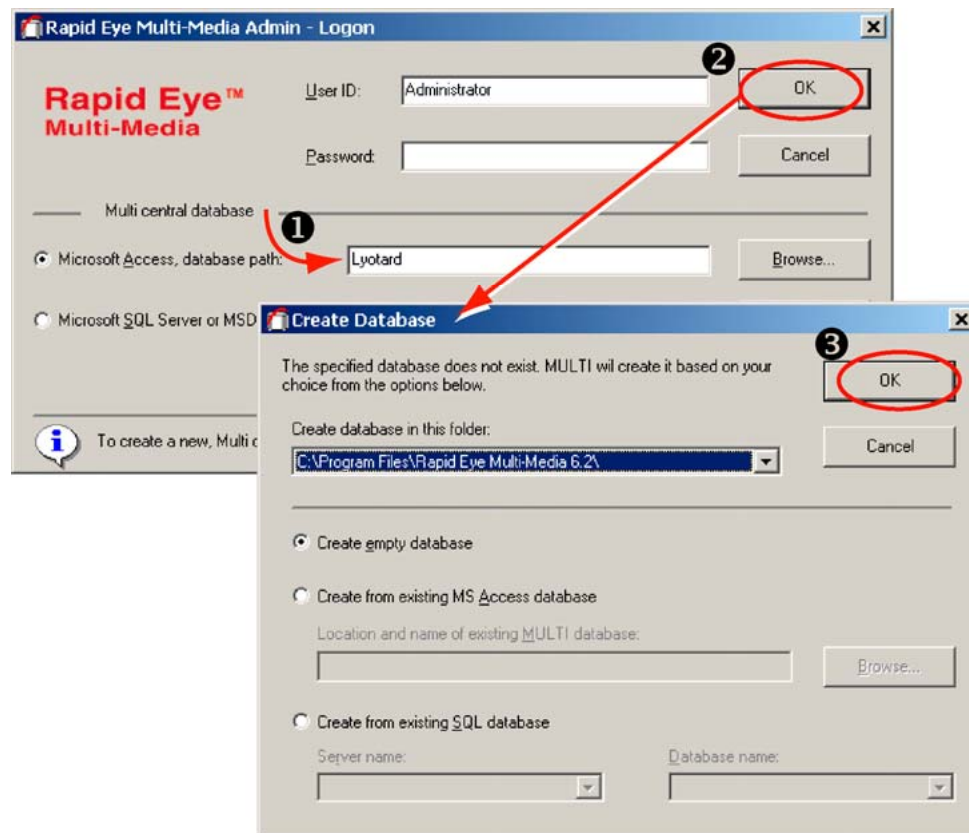 Rapid Eye Multi-Media Admin - Logon
Rapid Eye™
Multi-Media
User ID:
Administrator
❷
OK
Password:
Cancel
Multi central database
❶
Microsoft Access, database path:
Lyotard
Browse...
Microsoft SQL Server or MSD
To create a new, Multi c
Create Database
The specified database does not exist. MULTI wil create it based on your
choice from the options below.
❸
OK
Create database in this folder:
Cancel
C:\Program Files\Rapid Eye Multi-Media 6.2\
Create empty database
Create from existing MS Access database
Location and name of existing MULTI database:
Browse...
Create from existing SQL database
Server name:
Database name: